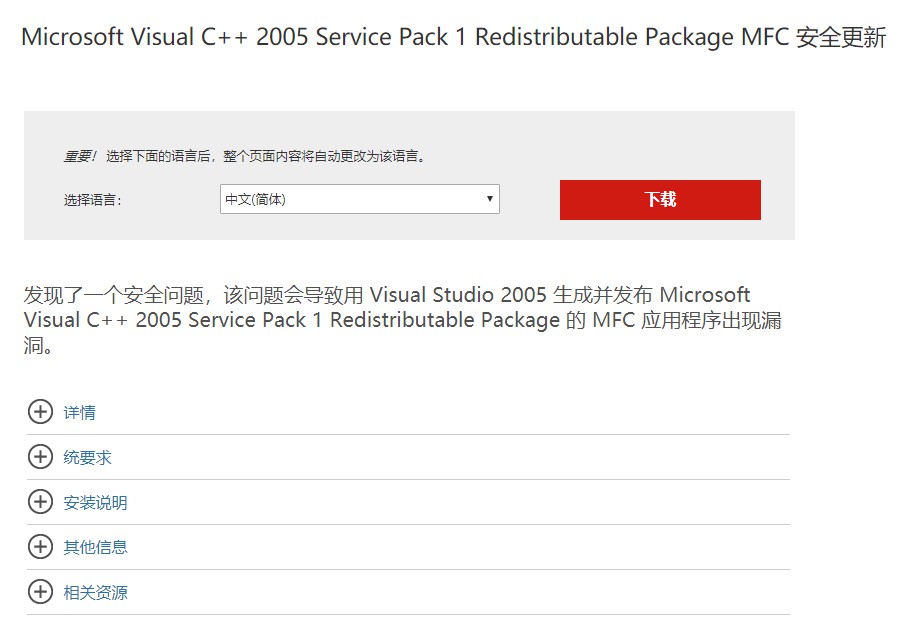 Microsoft Visual C++ 2005 Service Pack 1 Redistributable Package MFC 安全更新
重要！ 选择下面的语言后，整个页面内容将自动更改为该语言。
选择语言: 中文(简体) 下载
发现了一个安全问题，该问题会导致用 Visual Studio 2005 生成并发布 Microsoft
Visual C++ 2005 Service Pack 1 Redistributable Package 的 MFC 应用程序出现漏
洞。
详情
统要求
安装说明
其他信息
相关资源